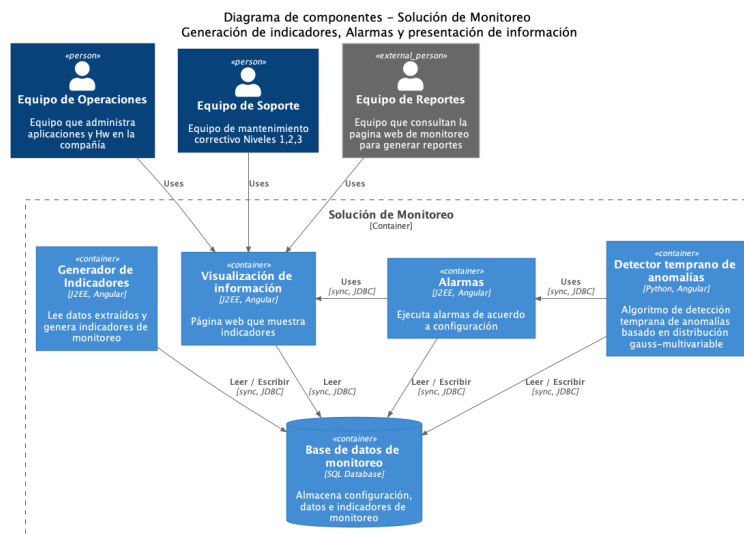 Diagrama de componentes – Solución de Monitoreo
Generación de indicadores, Alarmas y presentación de información
«person»
Equipo de Operaciones
Equipo que administra
aplicaciones y Hw en la
compañía
«person»
Equipo de Soporte
Equipo de mantenimiento
correctivo Niveles 1,2,3
«external_person»
Equipo de Reportes
Equipo que consultan la
pagina web de monitoreo
para generar reportes
Uses
Uses
Uses
Solución de Monitoreo
[Container]
«container»
Generador de
Indicadores
[J2EE, Angular]
Lee datos extraídos y
genera indicadores de
monitoreo
«container»
Visualización de
información
[J2EE, Angular]
Página web que muestra
indicadores
Uses
[sync, JDBC]
«container»
Alarmas
[J2EE, Angular]
Ejecuta alarmas de acuerdo
a configuración
Uses
[sync, JDBC]
«container»
Detector temprano de
anomalías
[Python, Angular]
Algoritmo de detección
temprana de anomalías
basado en distribución
gauss-multivariable
Leer / Escribir
[sync, JDBC]
Leer
[sync, JDBC]
Leer / Escribir
[sync, JDBC]
Leer / Escribir
[sync, JDBC]
«container»
Base de datos de
monitoreo
[SQL Database]
Almacena configuración,
datos e indicadores de
monitoreo